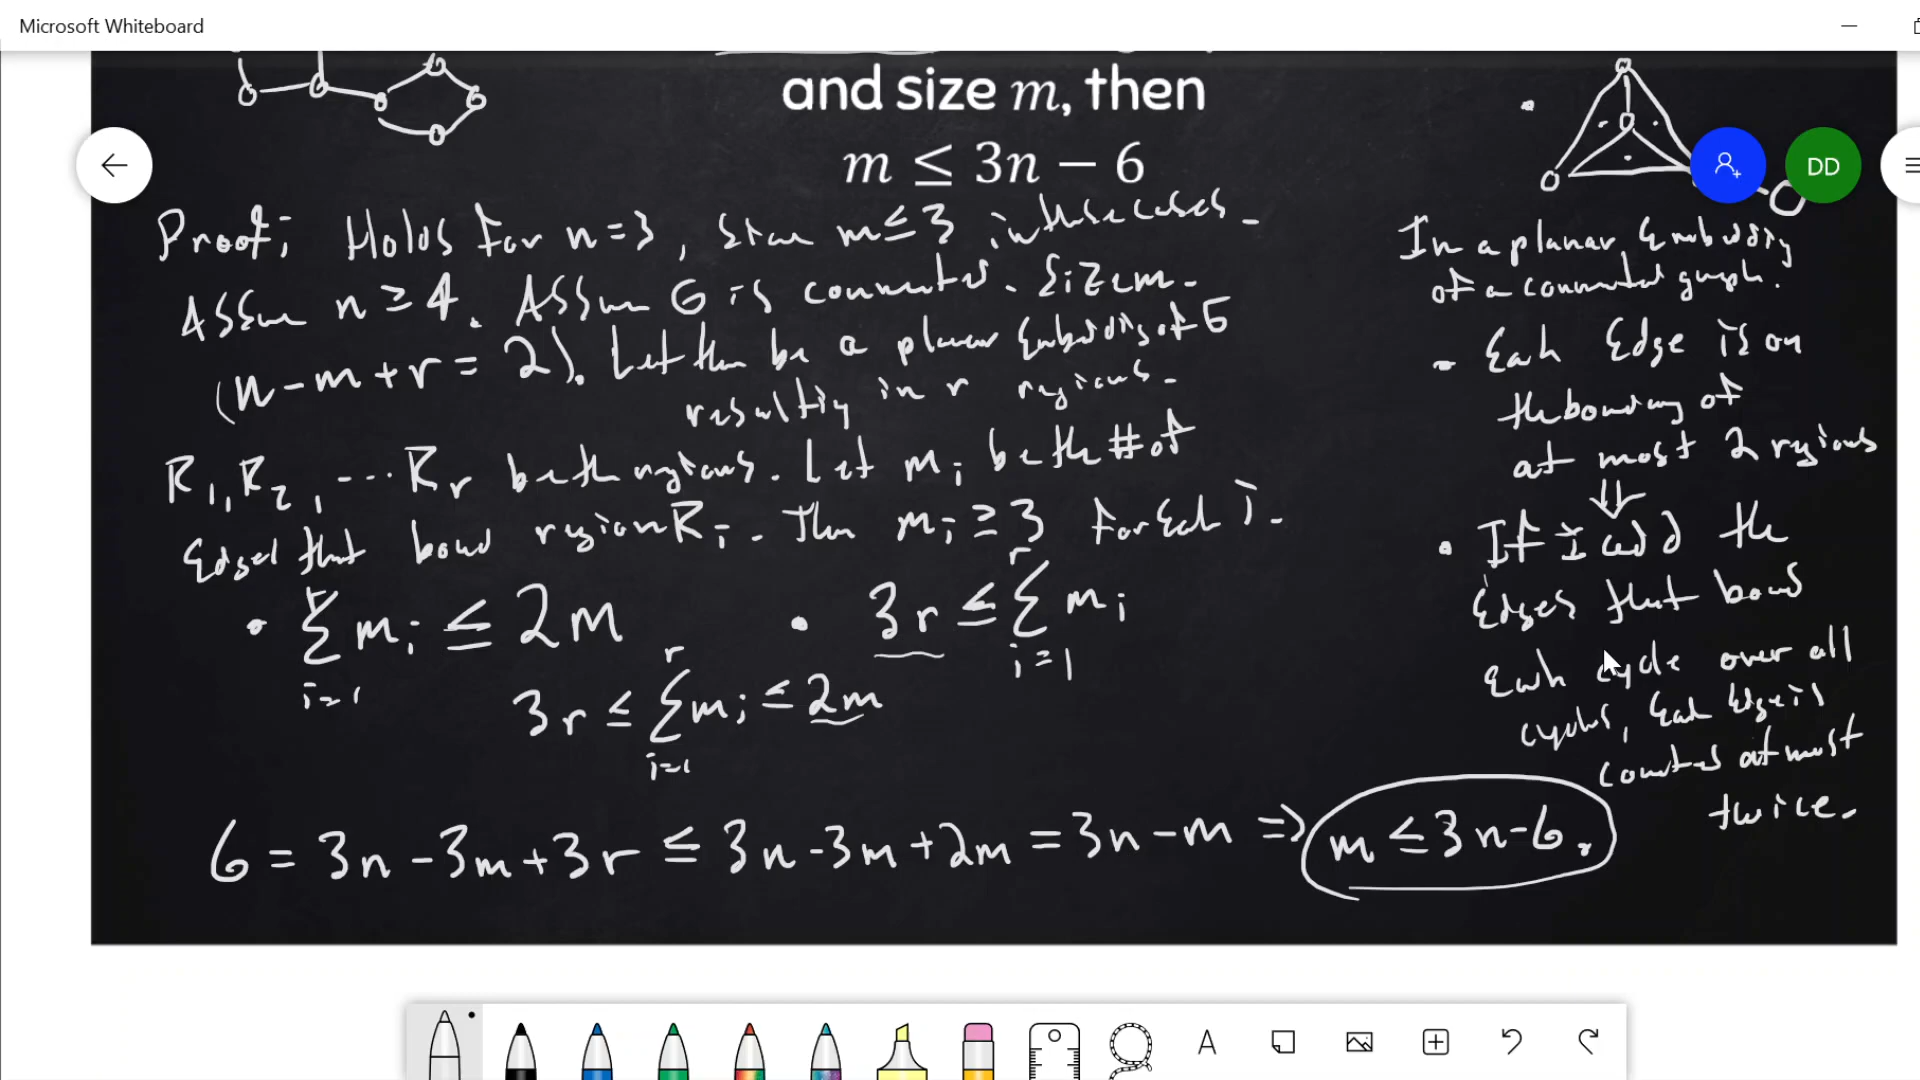 Microsoft Whiteboard
and size m, then
m ≤ 3n − 6
Proof: Holds for n=3, since m≤3 in these cases.
Assume n ≥ 4. Assume G is connected. Size m.
(n−m+r = 2). Let there be a planar Embedding of G
resulting in r regions.
R₁, R₂, ... Rᵣ be the regions. Let mᵢ be the # of
Edges that bound region Rᵢ. Then mᵢ ≥ 3 for Each i.
• r ∑ i=1 mᵢ ≤ 2m • 3r ≤ r ∑ i=1 mᵢ
3r ≤ r ∑ i=1 mᵢ ≤ 2m
6 = 3n −3m + 3r ≤ 3n −3m + 2m = 3n −m ⇒ m ≤ 3n−6.
DD
In a planar Embedding
of a connected graph.
- Each Edge is on
the boundary of
at most 2 regions
⇓
• If I add the
Edges that bound
Each cycle over all
cycles, Each Edge is
counted at most
twice.
A